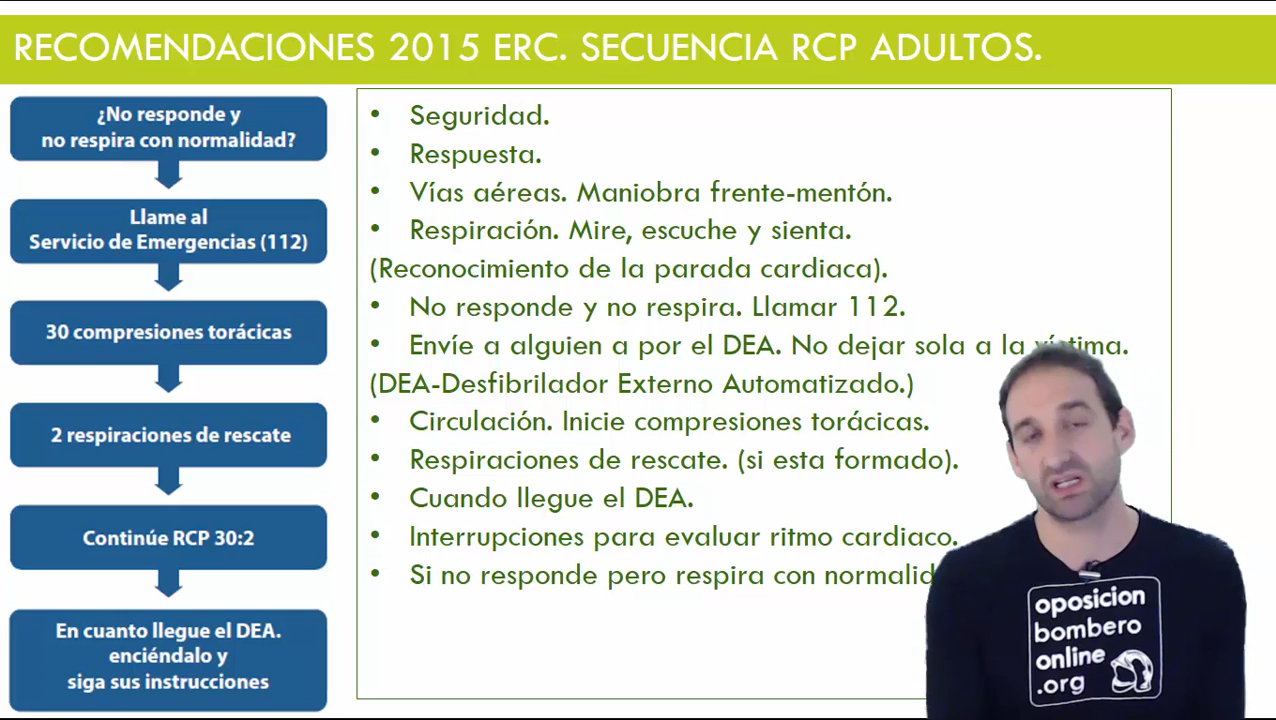 RECOMENDACIONES 2015 ERC. SECUENCIA RCP ADULTOS.
¿No responde y
no respira con normalidad?
Llame al
Servicio de Emergencias (112)
30 compresiones torácicas
2 respiraciones de rescate
Continúe RCP 30:2
En cuanto llegue el DEA.
enciéndalo y
siga sus instrucciones
• Seguridad.
• Respuesta.
• Vías aéreas. Maniobra frente-mentón.
• Respiración. Mire, escuche y sienta.
(Reconocimiento de la parada cardiaca).
• No responde y no respira. Llamar 112.
• Envíe a alguien a por el DEA. No dejar sola a la víctima.
(DEA-Desfibrilador Externo Automatizado.)
• Circulación. Inicie compresiones torácicas.
• Respiraciones de rescate. (si esta formado).
• Cuando llegue el DEA.
• Interrupciones para evaluar ritmo cardiaco.
• Si no responde pero respira con
oposicion
bombero
online
.org